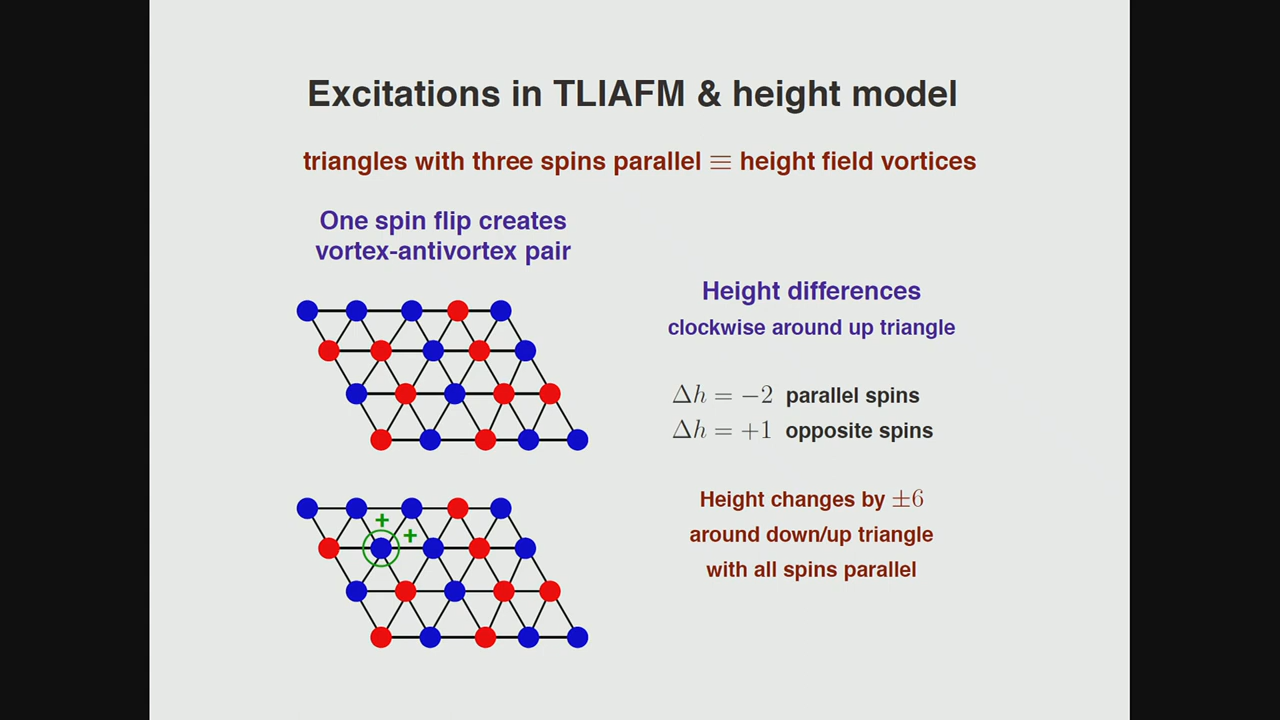 Excitations in TLIAFM & height model
triangles with three spins parallel ≡ height field vortices
One spin flip creates
vortex-antivortex pair
Height differences
clockwise around up triangle
Δh = −2 parallel spins
Δh = +1 opposite spins
Height changes by ±6
around down/up triangle
with all spins parallel
+
+